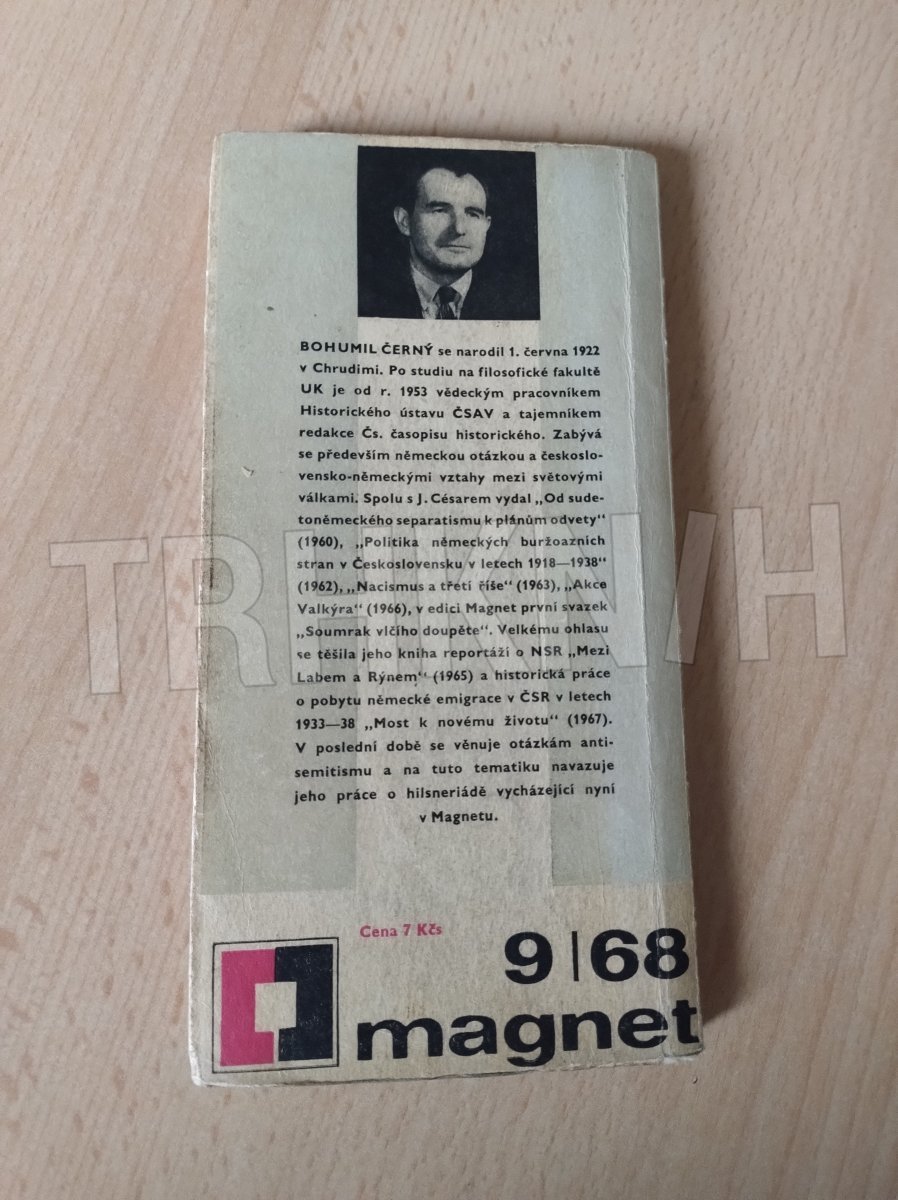 BOHUMIL ČERNÝ se narodil 1. června 1922
v Chrudimi. Po studiu na filosofické fakultě
UK je od r. 1953 vědeckým pracovníkem
Historického ústavu ČSAV a tajemníkem
redakce Čs. časopisu historického. Zabývá
se především německou otázkou a českoslo-
vensko-německými vztahy mezi světovými
válkami. Spolu s J. Césarem vydal „Od sude-
toněmeckého separatismu k plánům odvety"
(1960), „Politika německých buržoazních
stran v Československu v letech 1918—1938"
(1962), „Nacismus a třetí říše" (1963), „Akce
Valkýra" (1966), v edici Magnet první svazek
„Soumrak vlčího doupěte". Velkému ohlasu
se těšila jeho kniha reportáží o NSR „Mezi
Labem a Rýnem" (1965) a historická práce
o pobytu německé emigrace v ČSR v letech
1933—38 „Most k novému životu" (1967).
V poslední době se věnuje otázkám anti-
semitismu a na tuto tematiku navazuje
jeho práce o hilsneriádě vycházející nyní
v Magnetu.
Cena 7 Kčs
9|68
magnet
TRH KNIH